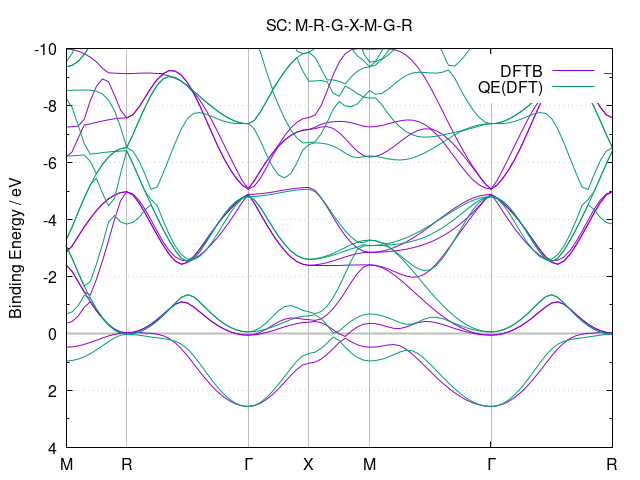 SC: M-R-G-X-M-G-R
-10
DFTB
QE(DFT)
-8
-6
-4
-2
0
2
4
Binding Energy / eV
M R Γ X M Γ R